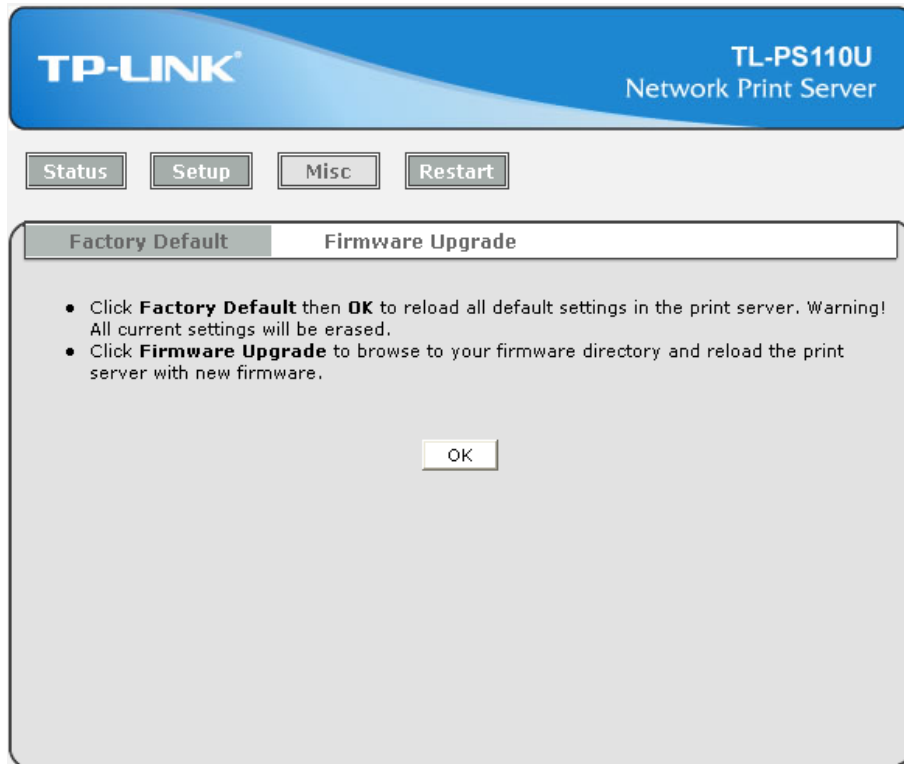 TP-LINK®
TL-PS110U
Network Print Server
Status Setup Misc Restart
Factory Default Firmware Upgrade
• Click Factory Default then OK to reload all default settings in the print server. Warning!
All current settings will be erased.
• Click Firmware Upgrade to browse to your firmware directory and reload the print
server with new firmware.
OK